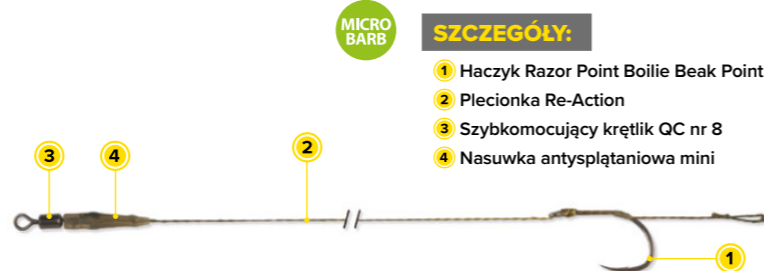 MICRO
BARB
SZCZEGÓŁY:
1 Haczyk Razor Point Boilie Beak Point
2 Plecionka Re-Action
3 Szybkomocujący krętlik QC nr 8
4 Nasuwka antysplątaniowa mini
3
4
2
1